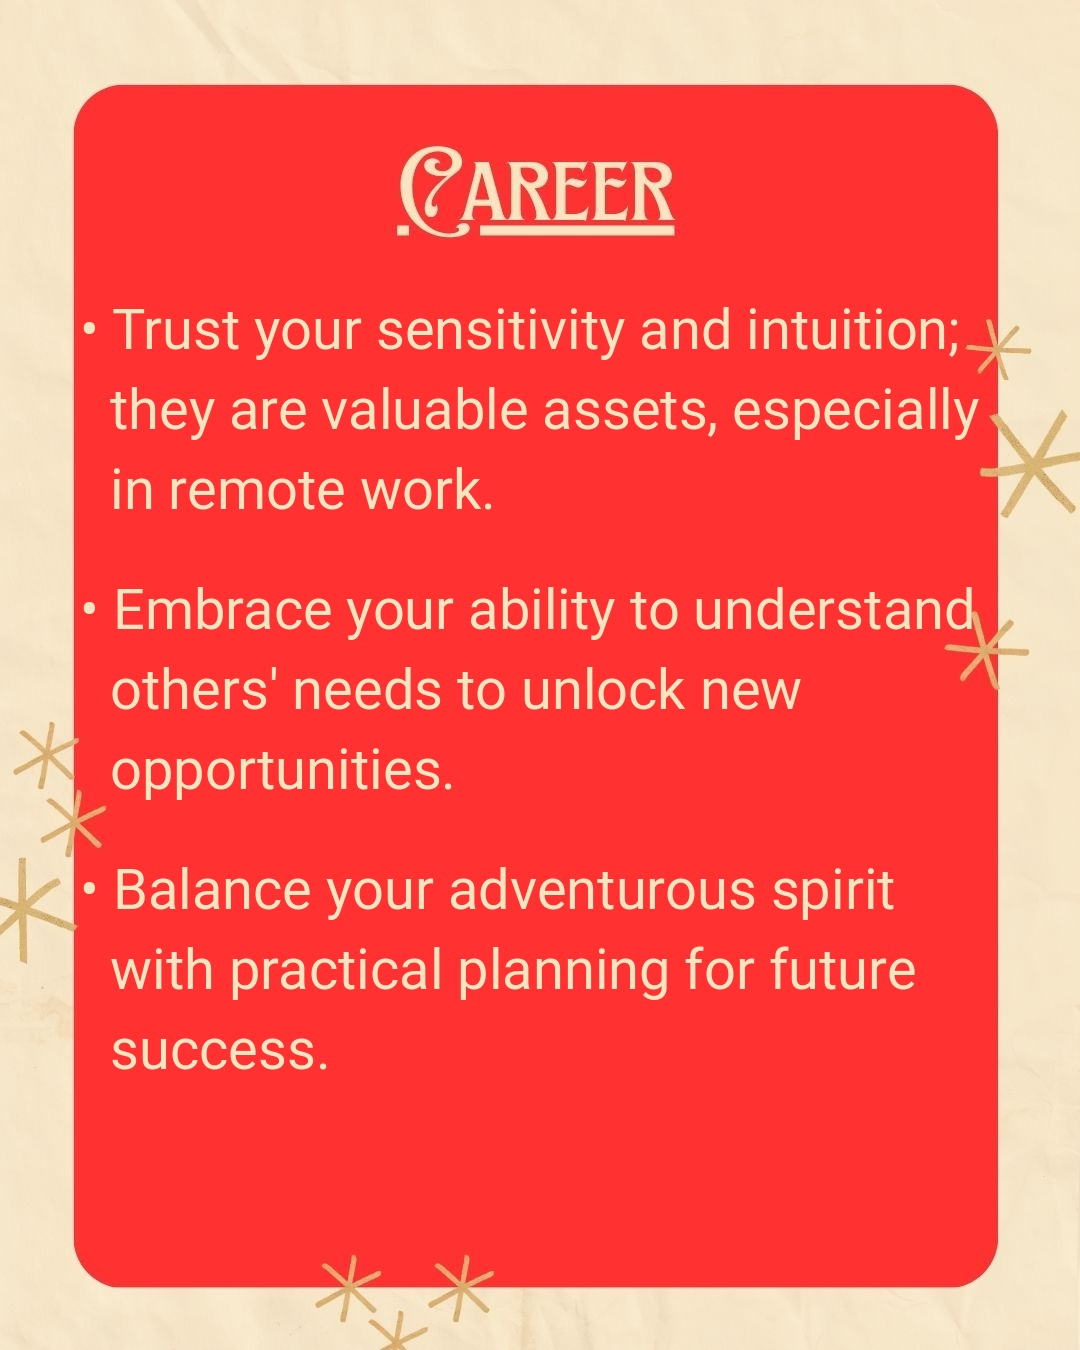 Career
• Trust your sensitivity and intuition;
they are valuable assets, especially
in remote work.
• Embrace your ability to understand
others' needs to unlock new
opportunities.
• Balance your adventurous spirit
with practical planning for future
success.